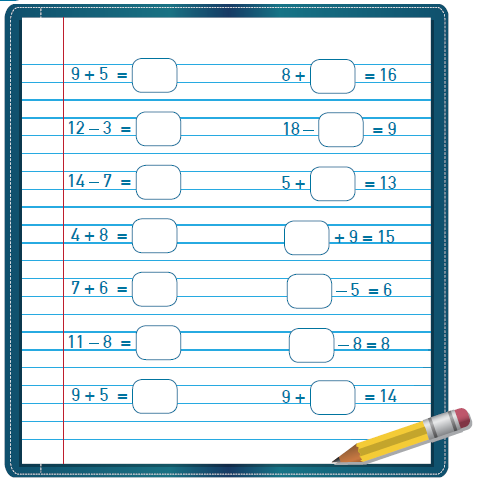 9 + 5 = 8 + = 16
12 – 3 = 18 – = 9
14 – 7 = 5 + = 13
4 + 8 = + 9 = 15
7 + 6 = – 5 = 6
11 – 8 = – 8 = 8
9 + 5 = 9 + = 14